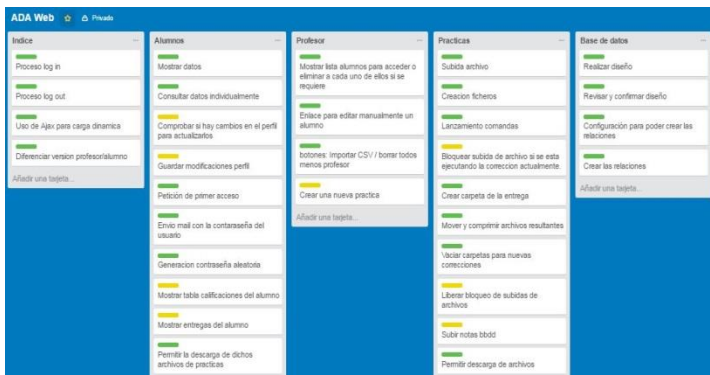 ADA Web
Privado
Indice
Proceso log in
Proceso log out
Uso de Ajax para carga dinamica
Diferenciar version profesor/alumno
Añadir una tarjeta...
Alumnos
Mostrar datos
Consultar datos individualmente
Comprobar si hay cambios en el perfil
para actualizarlos
Guardar modificaciones perfil
Petición de primer acceso
Envio mail con la contaraseña del
usuario
Generacion contraseña aleatoria
Mostrar tabla calificaciones del alumno
Mostrar entregas del alumno
Permitir la descarga de dichos
archivos de practicas
Profesor
Mostrar lista alumnos para acceder o
eliminar a cada uno de ellos si se
requiere
Enlace para editar manualmente un
alumno
botones: Importar CSV / borrar todos
menos profesor
Crear una nueva practica
Añadir una tarjeta...
Practicas
Subida archivo
Creacion ficheros
Lanzamiento comandas
Bloquear subida de archivo si se esta
ejecutando la correccion actualmente.
Crear carpeta de la entrega
Mover y comprimir archivos resultantes
Vaciar carpetas para nuevas
correcciones
Liberar bloqueo de subidas de
archivos
Subir notas bbdd
Permitir descarga de archivos
Base de datos
Realizar diseño
Revisar y confirmar diseño
Configuración para poder crear las
relaciones
Crear las relaciones
Añadir una tarjeta...